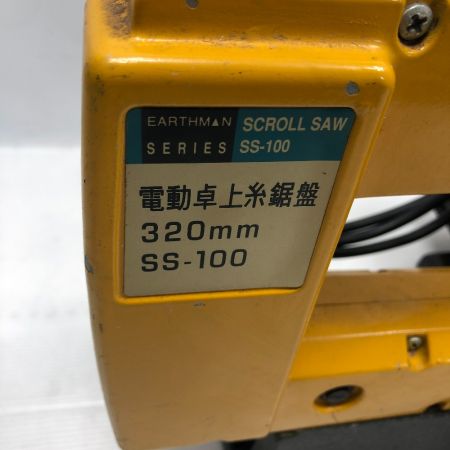 EARTHMAN SCROLL SAW
SERIES SS-100
電動卓上糸鋸盤
320mm
SS-100